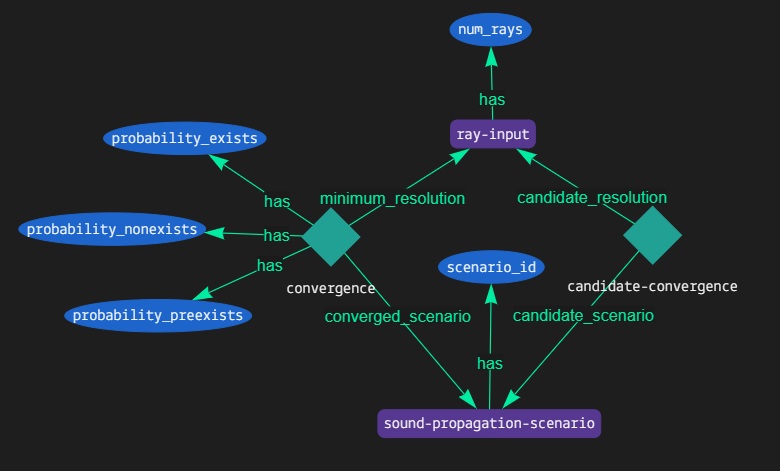 num_rays
has
ray-input
probability_exists
has
minimum_resolution
candidate_resolution
probability_nonexists
has
has
scenario_id
convergence
candidate-convergence
probability_preexists
converged_scenario
candidate_scenario
has
sound-propagation-scenario